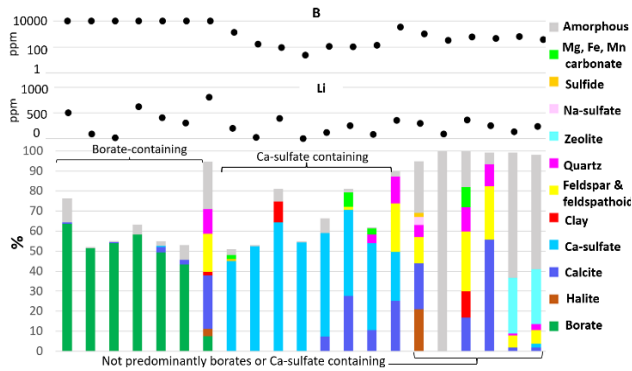 B
ppm
10000
100
1
Li
ppm
1000
500
0
Borate-containing
Ca-sulfate containing
%
100
90
80
70
60
50
40
30
20
10
0
Not predominantly borates or Ca-sulfate containing
Amorphous
Mg, Fe, Mn
carbonate
Sulfide
Na-sulfate
Zeolite
Quartz
Feldspar &
feldspathoid
Clay
Ca-sulfate
Calcite
Halite
Borate